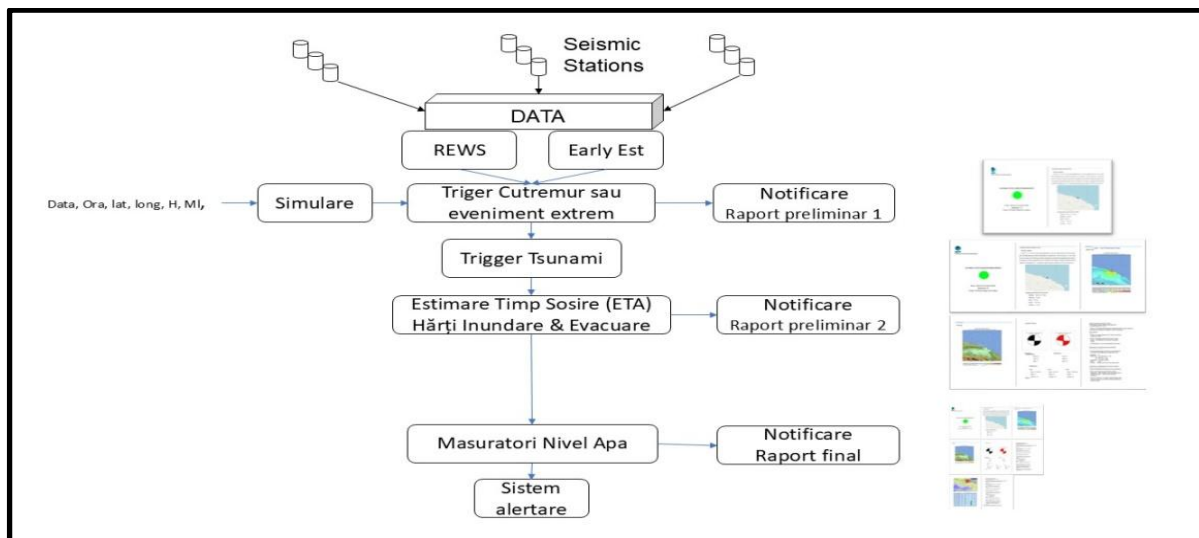 Seismic
Stations
DATA
REWS
Early Est
Data, Ora, lat, long, H, Ml,
Simulare
Triger Cutremur sau
eveniment extrem
Notificare
Raport preliminar 1
Trigger Tsunami
Estimare Timp Sosire (ETA)
Hărți Inundare & Evacuare
Notificare
Raport preliminar 2
Masuratori Nivel Apa
Notificare
Raport final
Sistem
alertare